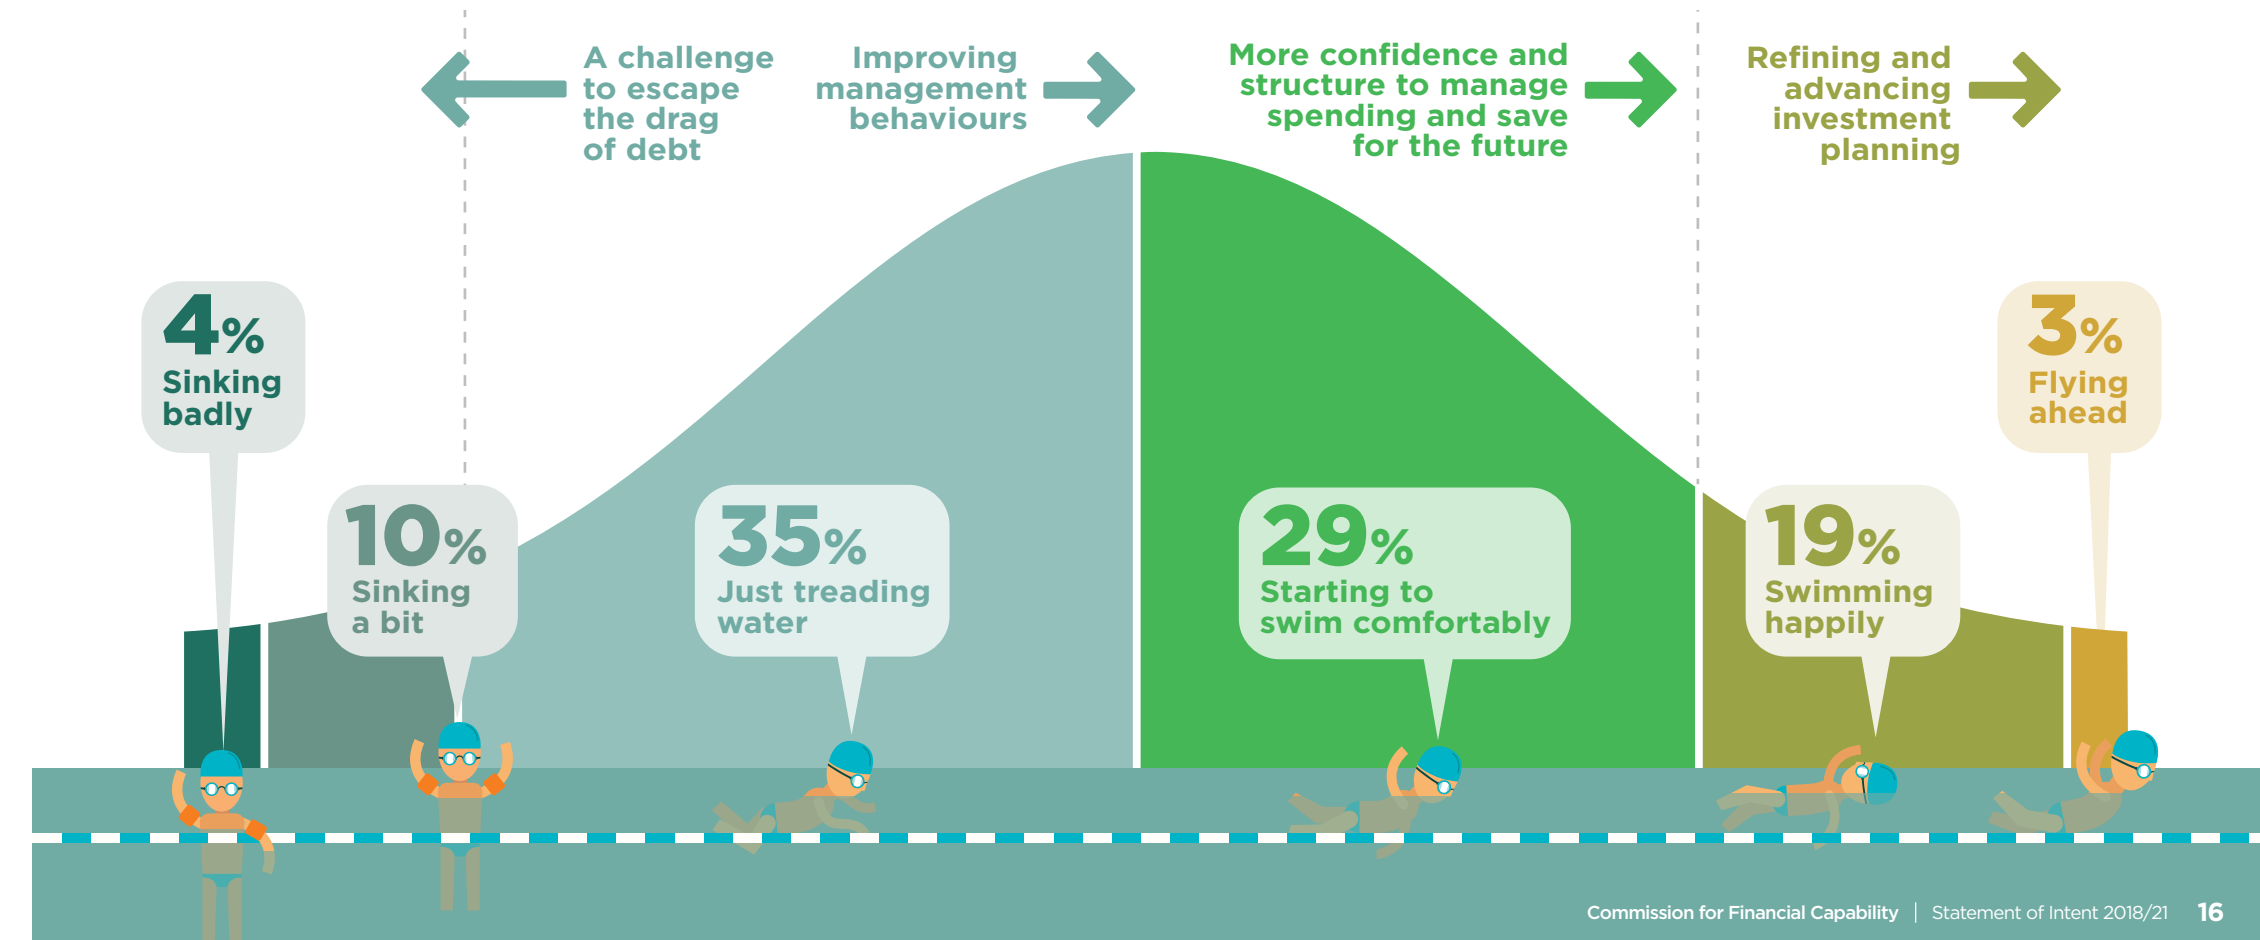 A challenge
to escape
the drag
of debt
Improving
management
behaviours
More confidence and
structure to manage
spending and save
for the future
Refining and
advancing
investment
planning
4%
Sinking
badly
10%
Sinking
a bit
35%
Just treading
water
29%
Starting to
swim comfortably
19%
Swimming
happily
3%
Flying
ahead
Commission for Financial Capability | Statement of Intent 2018/21 16